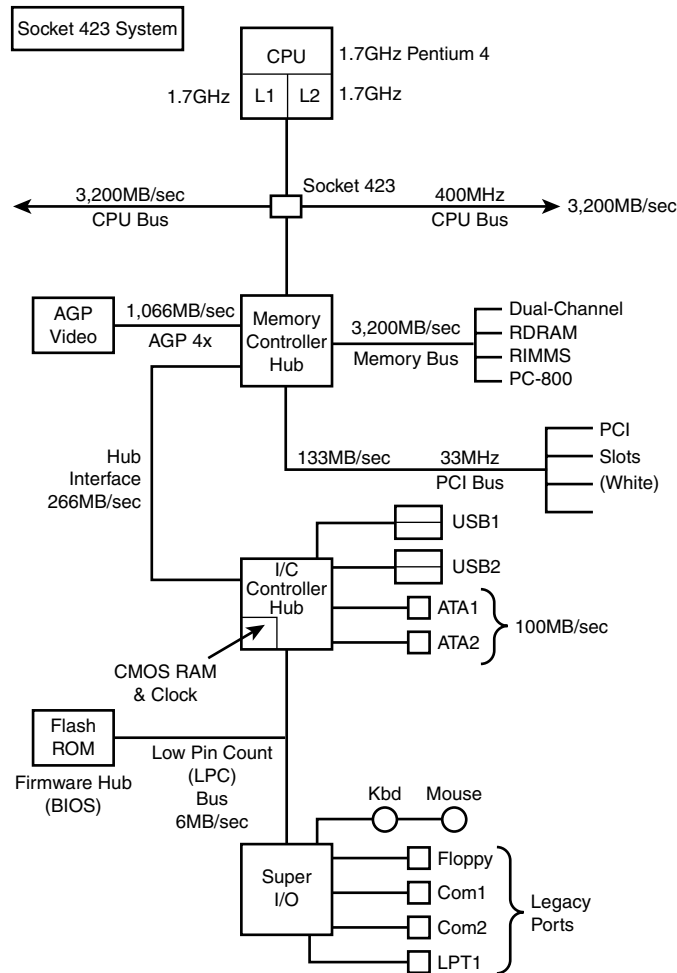 Socket 423 System
CPU
1.7GHz Pentium 4
1.7GHz
L1
L2
1.7GHz
Socket 423
3,200MB/sec
CPU Bus
400MHz
CPU Bus
3,200MB/sec
AGP
Video
1,066MB/sec
AGP 4x
Memory
Controller
Hub
3,200MB/sec
Memory Bus
Dual-Channel
RDRAM
RIMMS
PC-800
Hub
Interface
266MB/sec
133MB/sec
33MHz
PCI Bus
PCI
Slots
(White)
USB1
USB2
I/C
Controller
Hub
ATA1
ATA2
100MB/sec
CMOS RAM
& Clock
Flash
ROM
Firmware Hub
(BIOS)
Low Pin Count
(LPC)
Bus
6MB/sec
Kbd
Mouse
Super
I/O
Floppy
Com1
Com2
LPT1
Legacy
Ports